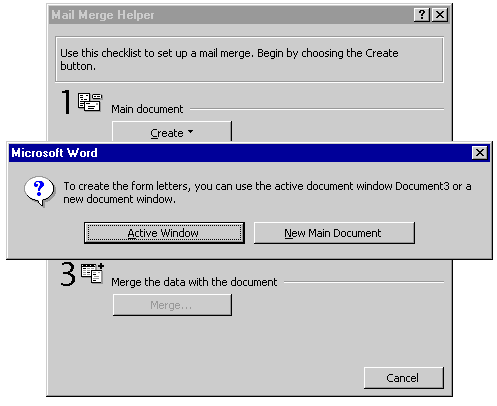 Mail Merge Helper
Use this checklist to set up a mail merge. Begin by choosing the Create
button.
1 Main document
Create
Microsoft Word
To create the form letters, you can use the active document window Document3 or a
new document window.
Active Window New Main Document
3 Merge the data with the document
Merge...
Cancel